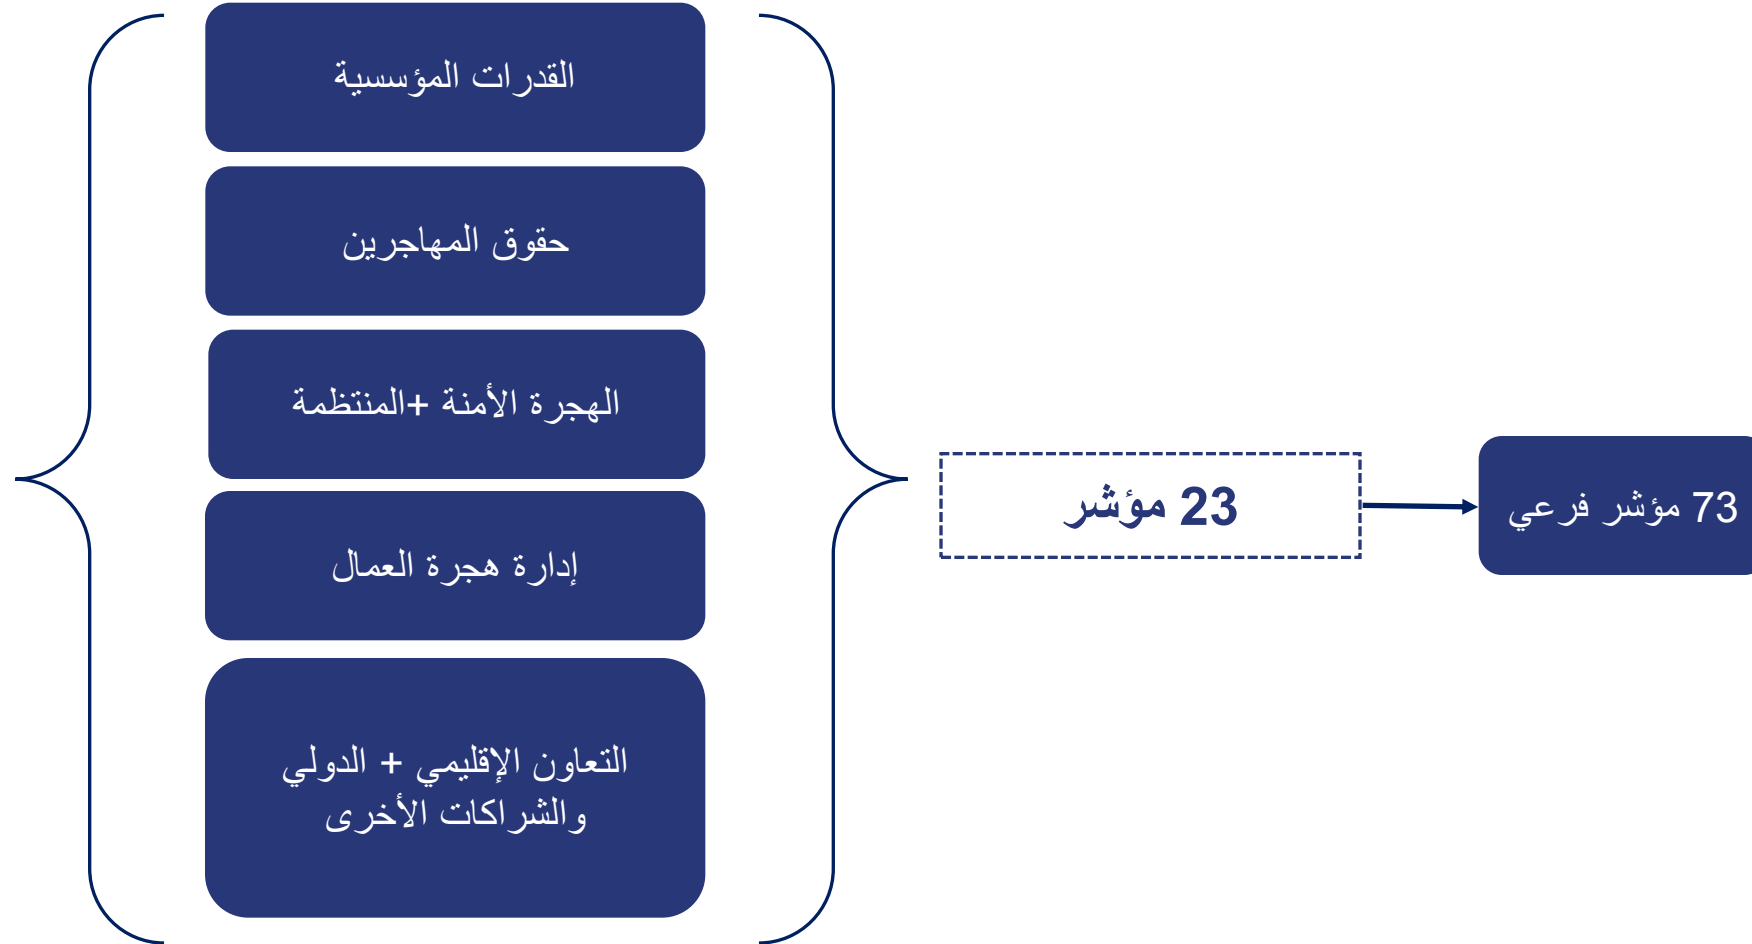 القدرات المؤسسية
حقوق المهاجرين
الهجرة الأمنة +المنتظمة
إدارة هجرة العمال
التعاون الإقليمي + الدولي
والشراكات الأخرى
23 مؤشر
73 مؤشر فرعي